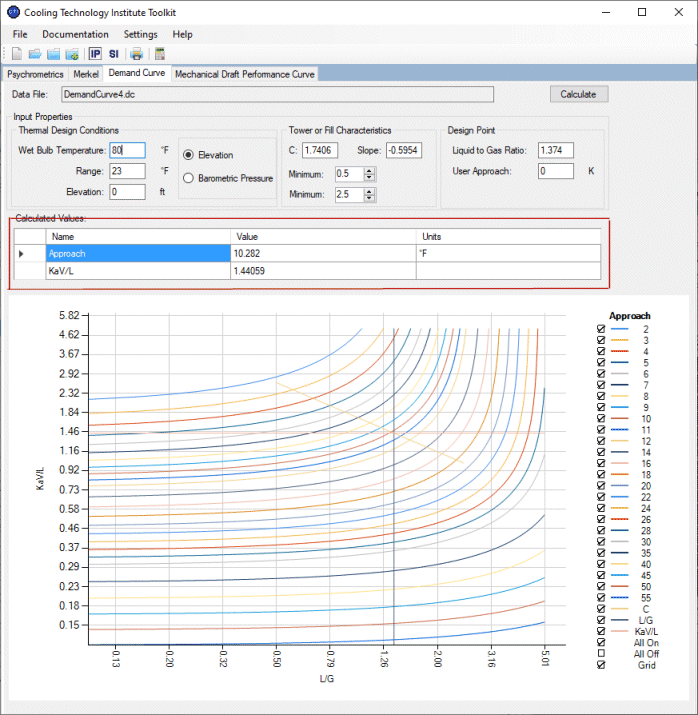 Cooling Technology Institute Toolkit
File Documentation Settings Help
IP SI
Psychrometrics Merkel Demand Curve Mechanical Draft Performance Curve
Data File: DemandCurve4.dc Calculate
Input Properties
Thermal Design Conditions Tower or Fill Characteristics Design Point
Wet Bulb Temperature: 80 °F Elevation C: 1.7406 Slope: -0.5954 Liquid to Gas Ratio: 1.374
Range: 23 °F Barometric Pressure Minimum: 0.5 User Approach: 0 K
Elevation: 0 ft Minimum: 2.5
Calculated Values:
Name Value Units
Approach 10.282 °F
KaV/L 1.44059
Approach
5.82
4.62
3.67
2.92
2.32
1.84
1.46
1.16
0.92
0.73
0.58
0.46
0.37
0.29
0.23
0.18
0.15
KaV/L
0.13 0.20 0.32 0.50 0.79 1.26 2.00 3.16 5.01
L/G
2
3
4
5
6
7
8
9
10
11
12
14
16
18
20
22
24
26
28
30
35
40
45
50
55
C
L/G
KaV/L
All On
All Off
Grid